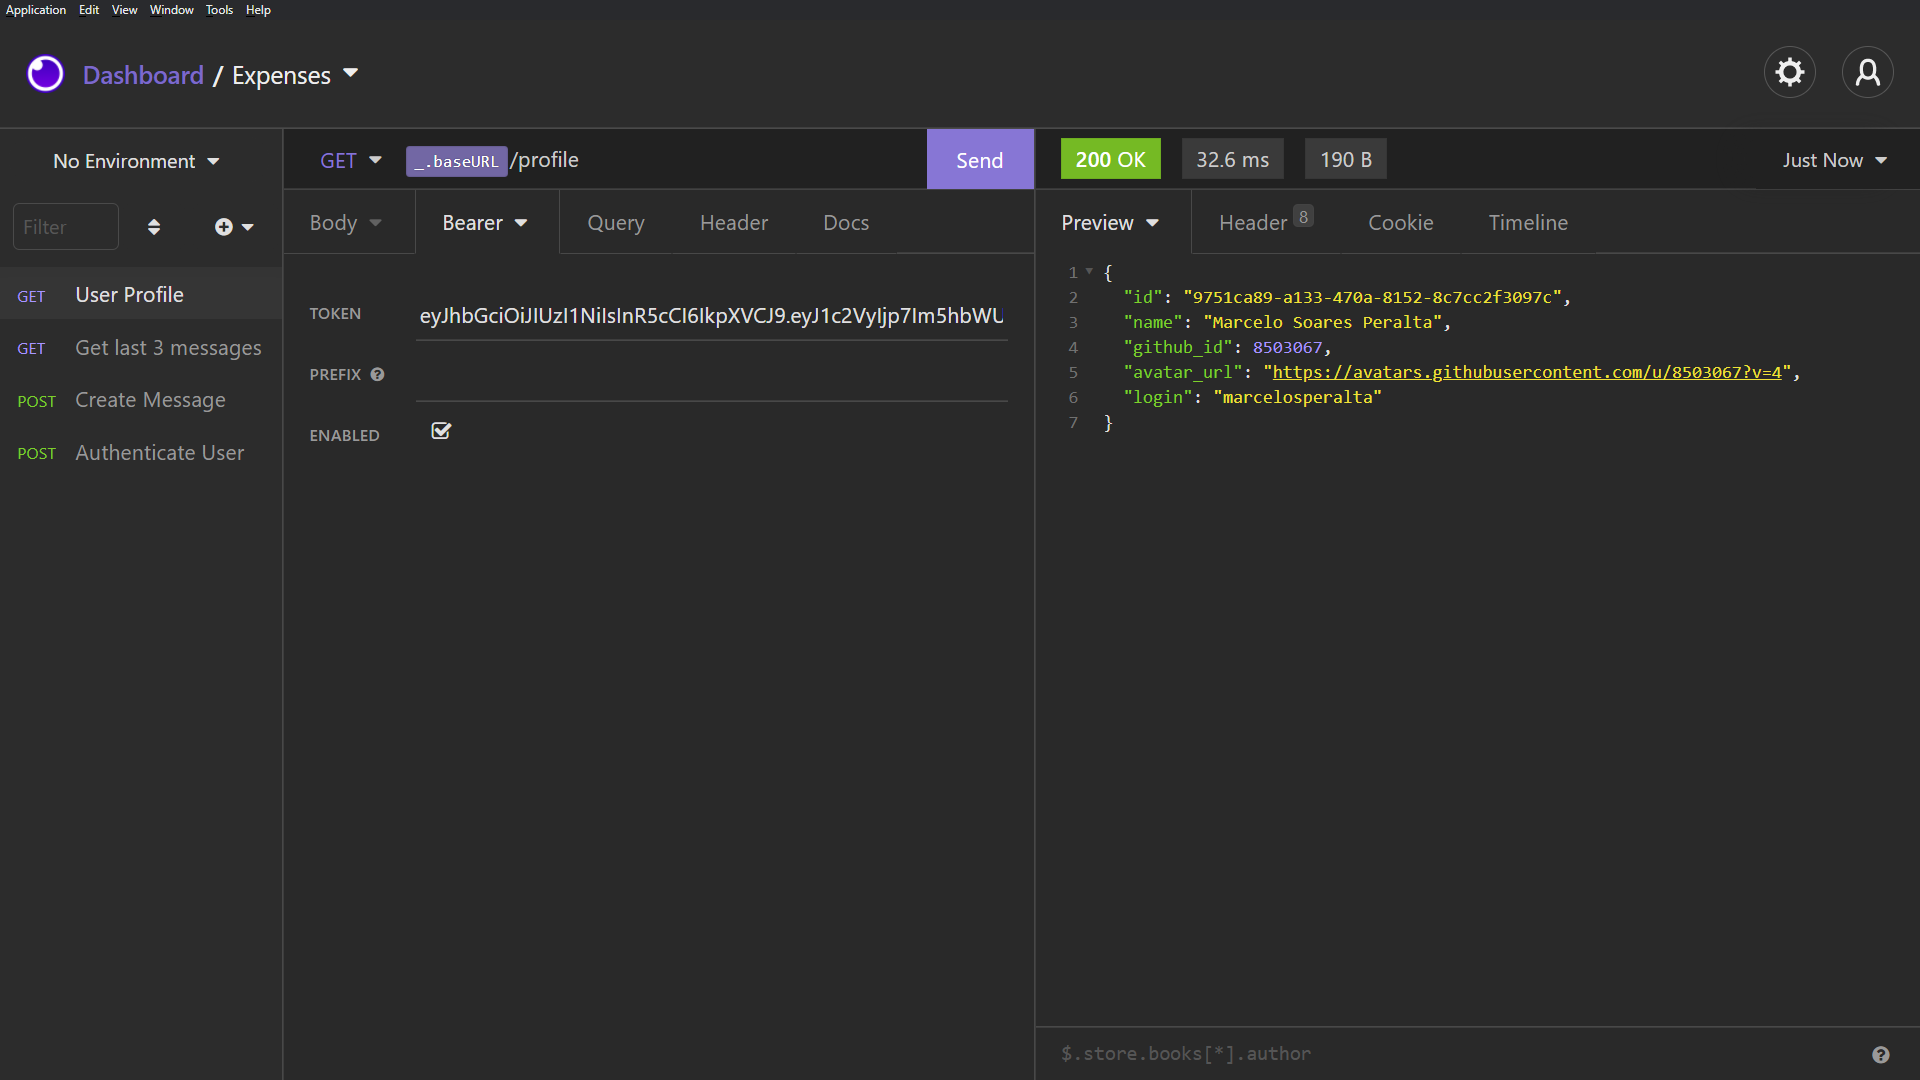 Application Edit View Window Tools Help
Dashboard / Expenses
No Environment
GET _.baseURL/profile Send
200 OK 32.6 ms 190 B Just Now
Filter
Body Bearer Query Header Docs
Preview Header 8 Cookie Timeline
GET User Profile
GET Get last 3 messages
POST Create Message
POST Authenticate User
TOKEN eyJhbGciOiJIUzI1NiIsInR5cCI6IkpXVCJ9.eyJ1c2VyIjp7Im5hbWU
PREFIX
ENABLED
1 {
2 "id": "9751ca89-a133-470a-8152-8c7cc2f3097c",
3 "name": "Marcelo Soares Peralta",
4 "github_id": 8503067,
5 "avatar_url": "https://avatars.githubusercontent.com/u/8503067?v=4",
6 "login": "marcelosperalta"
7 }
$.store.books[*].author